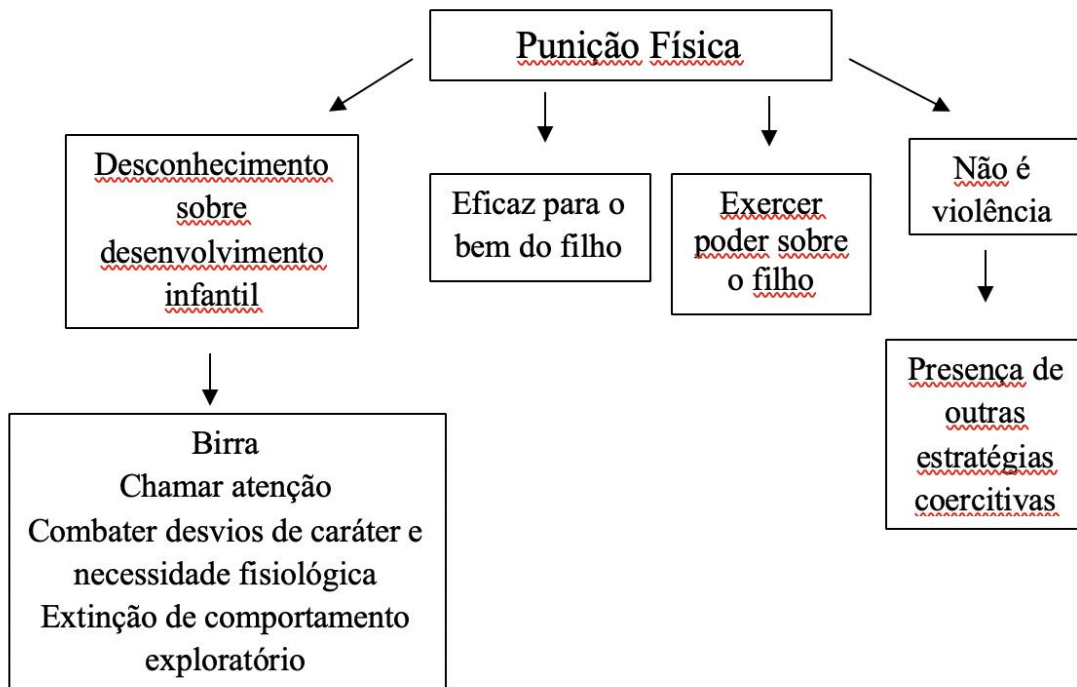 Punição Física
Desconhecimento
sobre
desenvolvimento
infantil
Eficaz para o
bem do filho
Exercer
poder sobre
o filho
Não é
violência
Presença de
outras
estratégias
coercitivas
Birra
Chamar atenção
Combater desvios de caráter e
necessidade fisiológica
Extinção de comportamento
exploratório